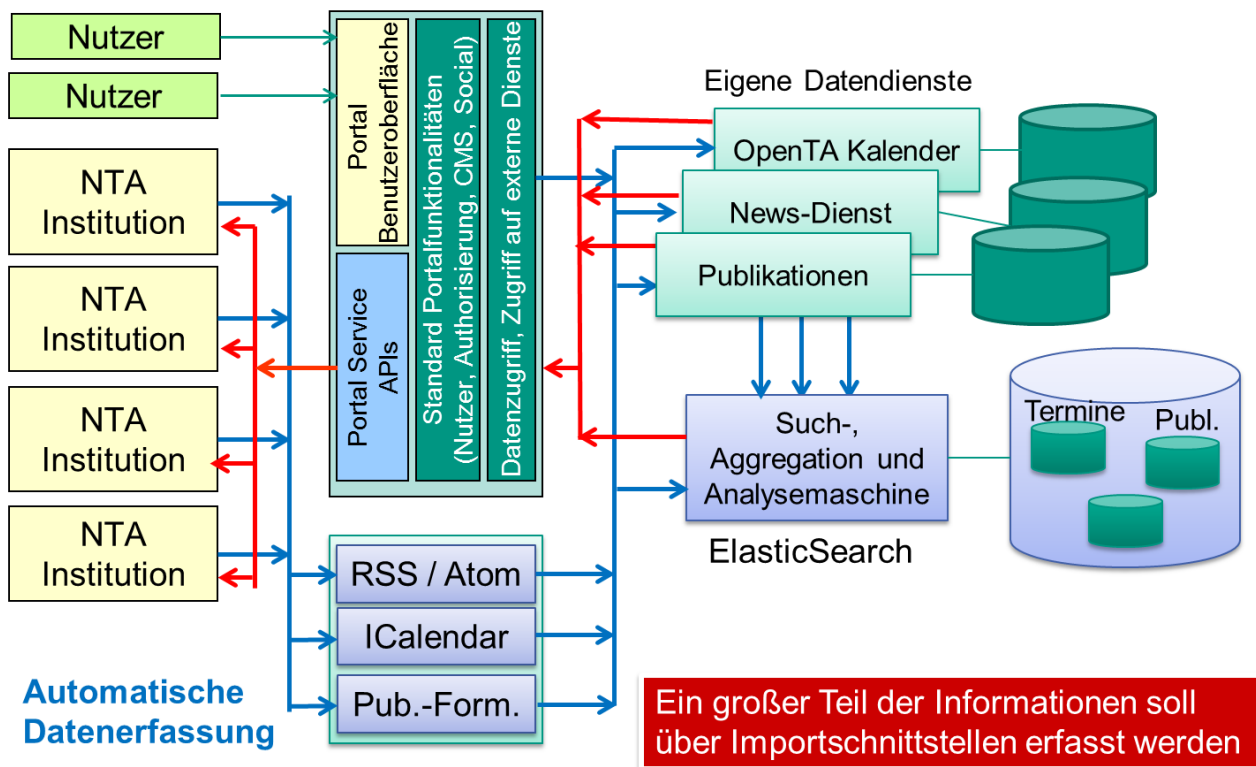 Nutzer
Nutzer
NTA
Institution
NTA
Institution
NTA
Institution
NTA
Institution
Automatische
Datenerfassung
Portal
Benutzeroberfläche
Portal Service
APIs
Standard Portalfunktionalitäten
(Nutzer, Authorisierung, CMS, Social)
Datenzugriff, Zugriff auf externe Dienste
RSS / Atom
ICalendar
Pub.-Form.
Eigene Datendienste
OpenTA Kalender
News-Dienst
Publikationen
Such-,
Aggregation und
Analysemaschine
ElasticSearch
Termine
Publ.
Ein großer Teil der Informationen soll
über Importschnittstellen erfasst werden